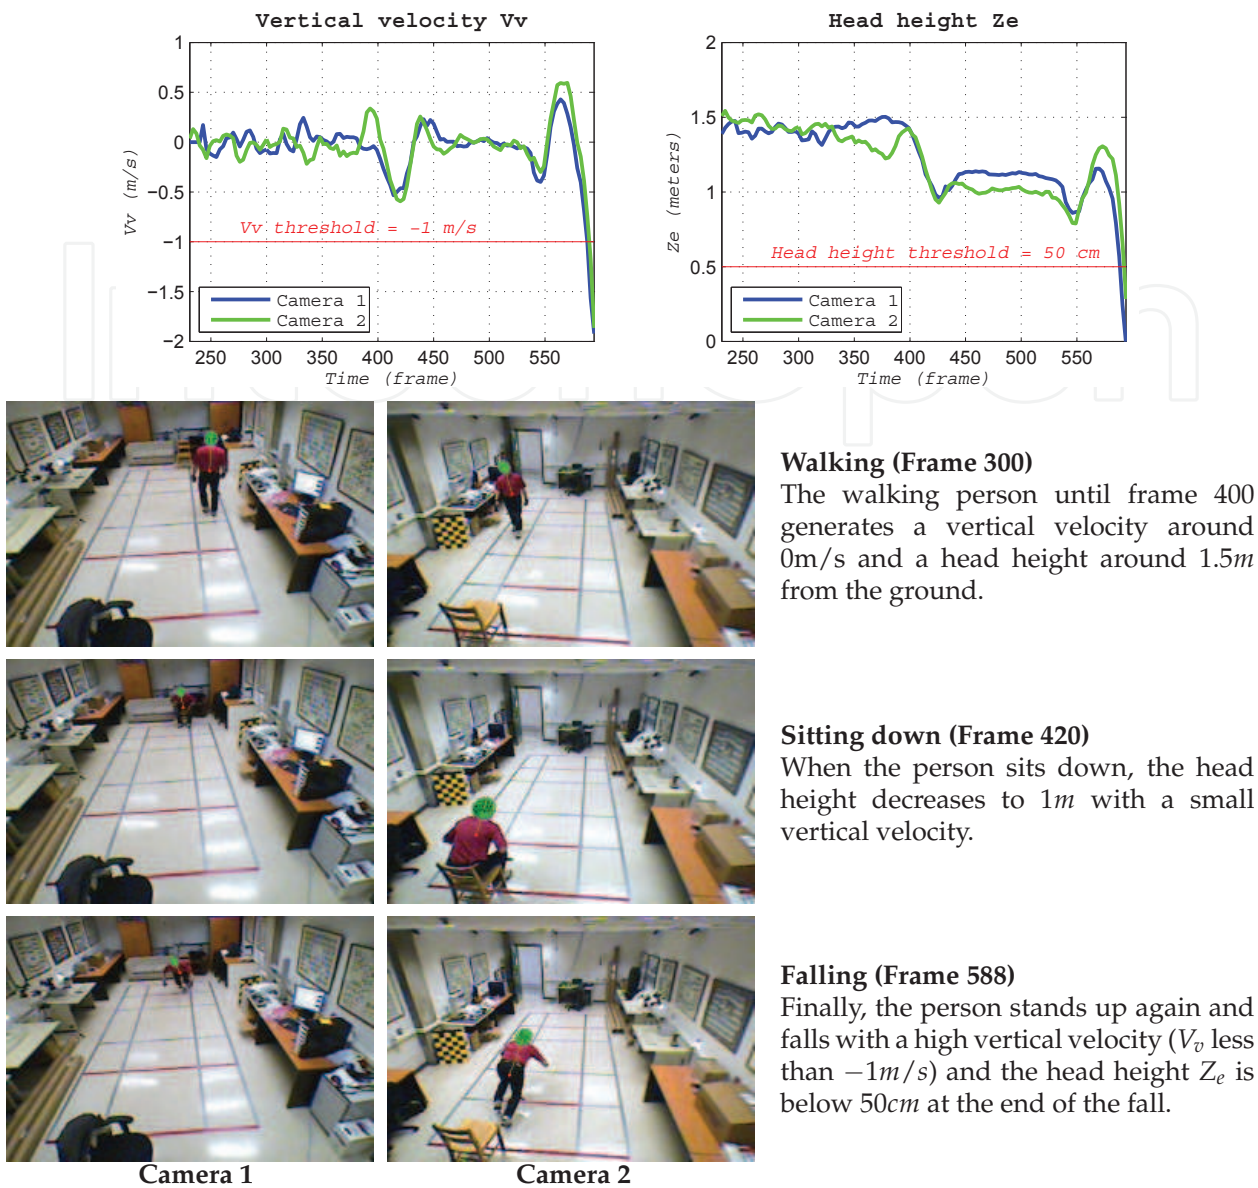 Vertical velocity Vv
1
0.5
0
−0.5
−1
−1.5
−2
Vv (m/s)
Vv threshold = -1 m/s
Camera 1
Camera 2
250 300 350 400 450 500 550
Time (frame)
Head height Ze
2
1.5
1
0.5
0
Ze (meters)
Head height threshold = 50 cm
Camera 1
Camera 2
250 300 350 400 450 500 550
Time (frame)
InTechOpen
Walking (Frame 300)
The walking person until frame 400
generates a vertical velocity around
0m/s and a head height around 1.5m
from the ground.
Sitting down (Frame 420)
When the person sits down, the head
height decreases to 1m with a small
vertical velocity.
Falling (Frame 588)
Finally, the person stands up again and
falls with a high vertical velocity (Vv less
than −1m/s) and the head height Ze is
below 50cm at the end of the fall.
Camera 1
Camera 2